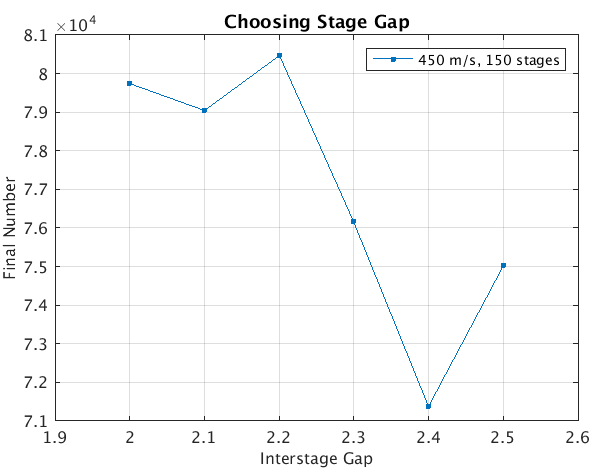 Choosing Stage Gap
×10⁴
8.1
8
7.9
7.8
7.7
7.6
7.5
7.4
7.3
7.2
7.1
Final Number
450 m/s, 150 stages
1.9 2 2.1 2.2 2.3 2.4 2.5 2.6
Interstage Gap